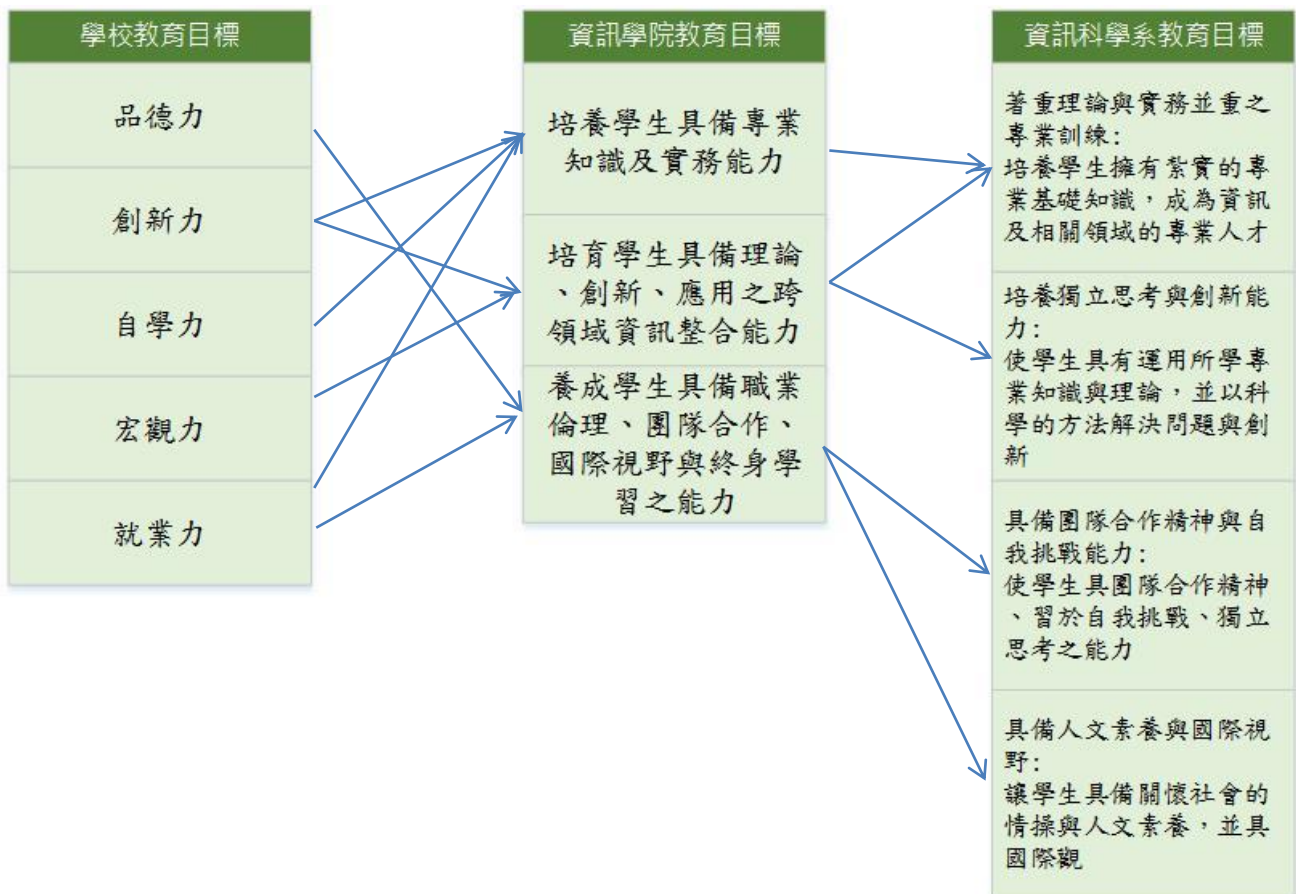 學校教育目標
品德力
創新力
自學力
宏觀力
就業力
資訊學院教育目標
培養學生具備專業
知識及實務能力
培育學生具備理論
、創新、應用之跨
領域資訊整合能力
養成學生具備職業
倫理、團隊合作、
國際視野與終身學
習之能力
資訊科學系教育目標
著重理論與實務並重之
專業訓練:
培養學生擁有紮實的專
業基礎知識，成為資訊
及相關領域的專業人才
培養獨立思考與創新能
力:
使學生具有運用所學專
業知識與理論，並以科
學的方法解決問題與創
新
具備團隊合作精神與自
我挑戰能力:
使學生具團隊合作精神
、習於自我挑戰、獨立
思考之能力
具備人文素養與國際視
野:
讓學生具備關懷社會的
情操與人文素養，並具
國際觀